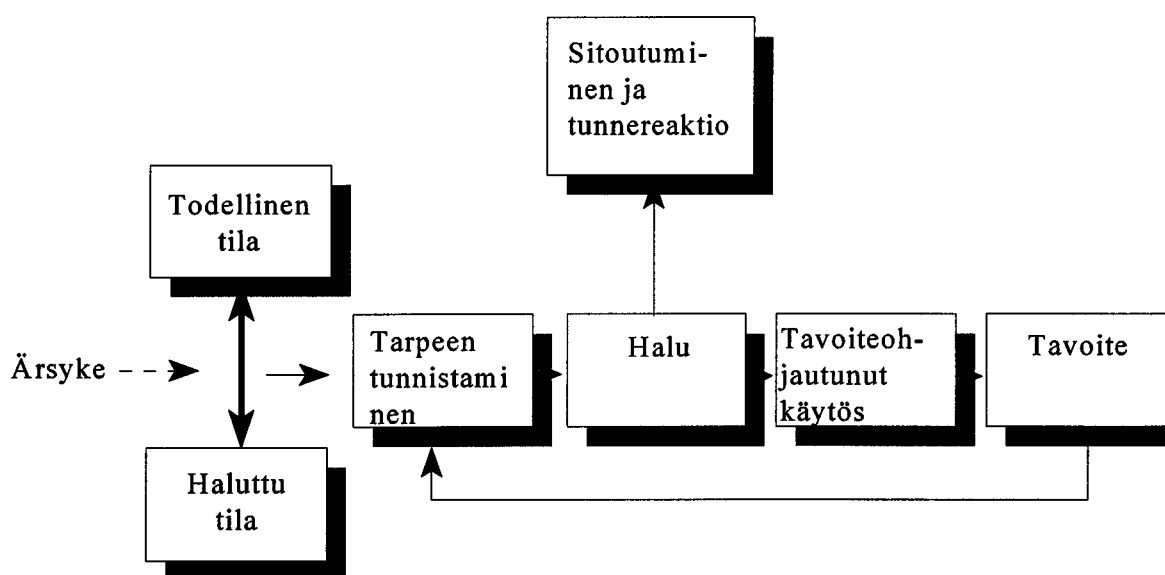 Sitoutumi-
nen ja
tunnereaktio
Todellinen
tila
Ärsyke
Haluttu
tila
Tarpeen
tunnistami
nen
Halu
Tavoiteoh-
jautunut
käytös
Tavoite